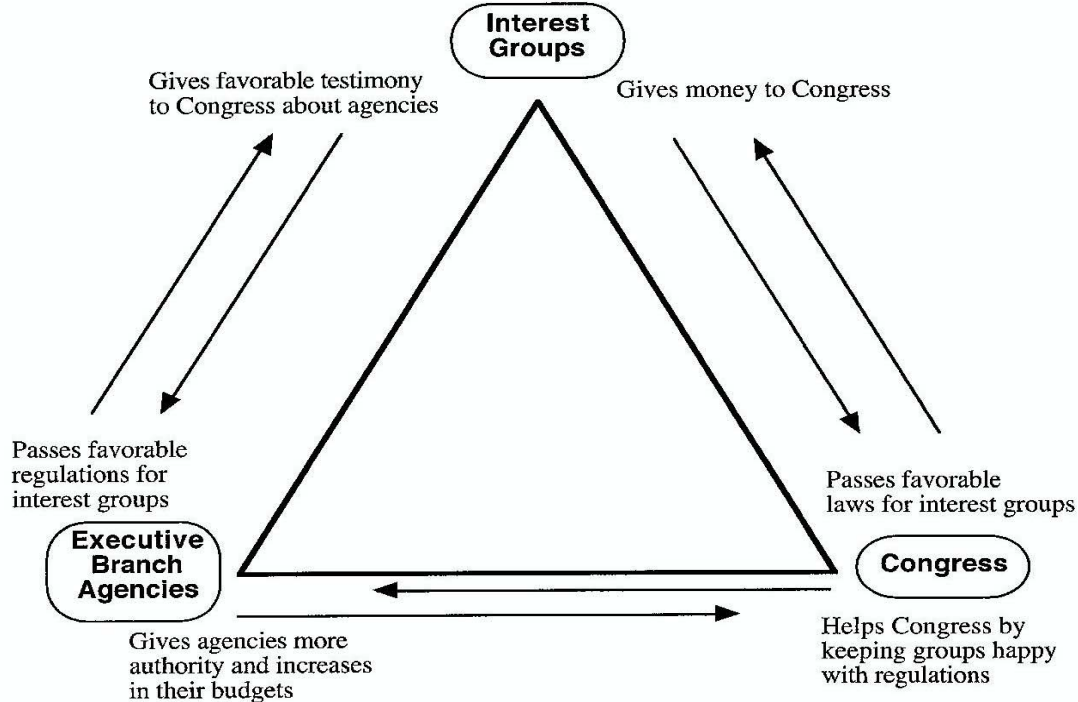 Interest
Groups
Gives favorable testimony
to Congress about agencies
Gives money to Congress
Passes favorable
regulations for
interest groups
Passes favorable
laws for interest groups
Executive
Branch
Agencies
Congress
Gives agencies more
authority and increases
in their budgets
Helps Congress by
keeping groups happy
with regulations